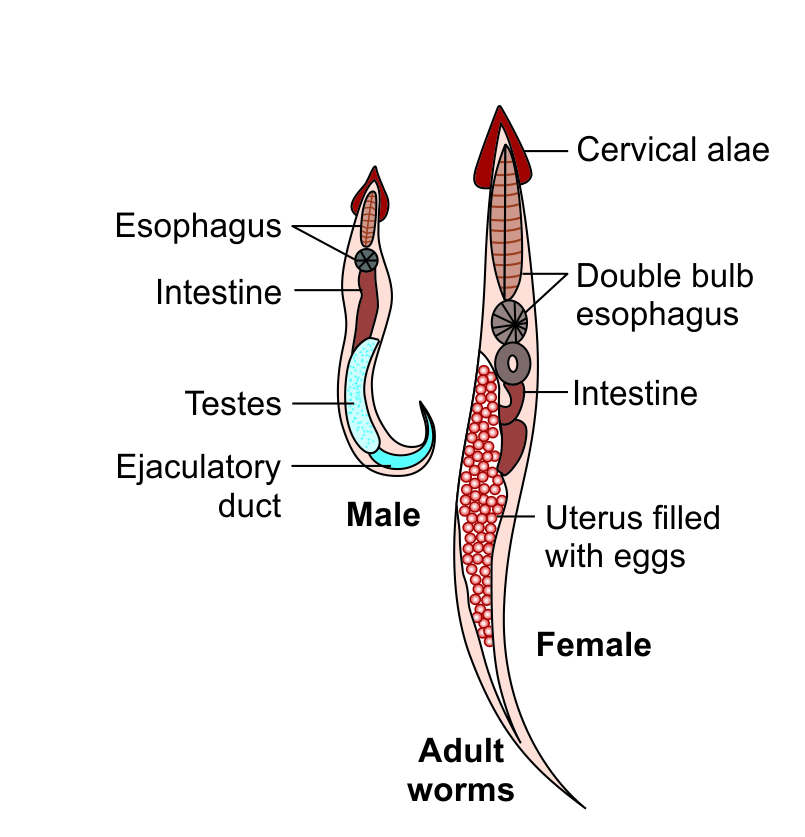 Cervical alae
Esophagus
Double bulb
esophagus
Intestine
Intestine
Testes
Ejaculatory
duct
Male
Uterus filled
with eggs
Female
Adult
worms